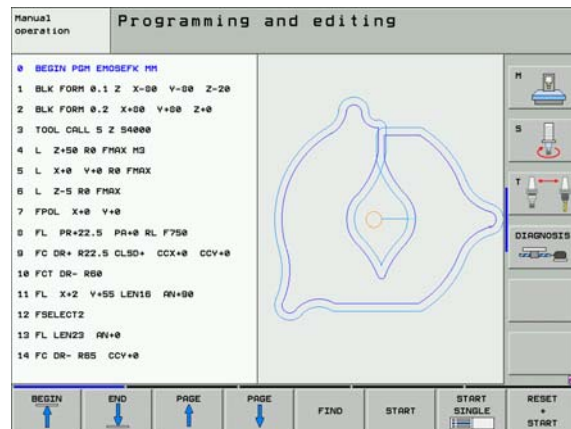 Manual
operation
Programming and editing
0 BEGIN PGM EMOSEFK MM
1 BLK FORM 0.1 Z X-80 Y-80 Z-20
2 BLK FORM 0.2 X+80 Y+80 Z+0
3 TOOL CALL 5 Z S4000
4 L Z+50 R0 FMAX M3
5 L X+0 Y+0 R0 FMAX
6 L Z-5 R0 FMAX
7 FPOL X+0 Y+0
8 FL PR+22.5 PA+0 RL F750
9 FC DR+ R22.5 CLSD+ CCX+0 CCY+0
10 FCT DR- R60
11 FL X+2 Y+55 LEN16 AN+90
12 FSELECT2
13 FL LEN23 AN+0
14 FC DR- R65 CCY+0
M
S
T
DIAGNOSIS
BEGIN
END
PAGE
PAGE
FIND
START
START
SINGLE
RESET
+
START